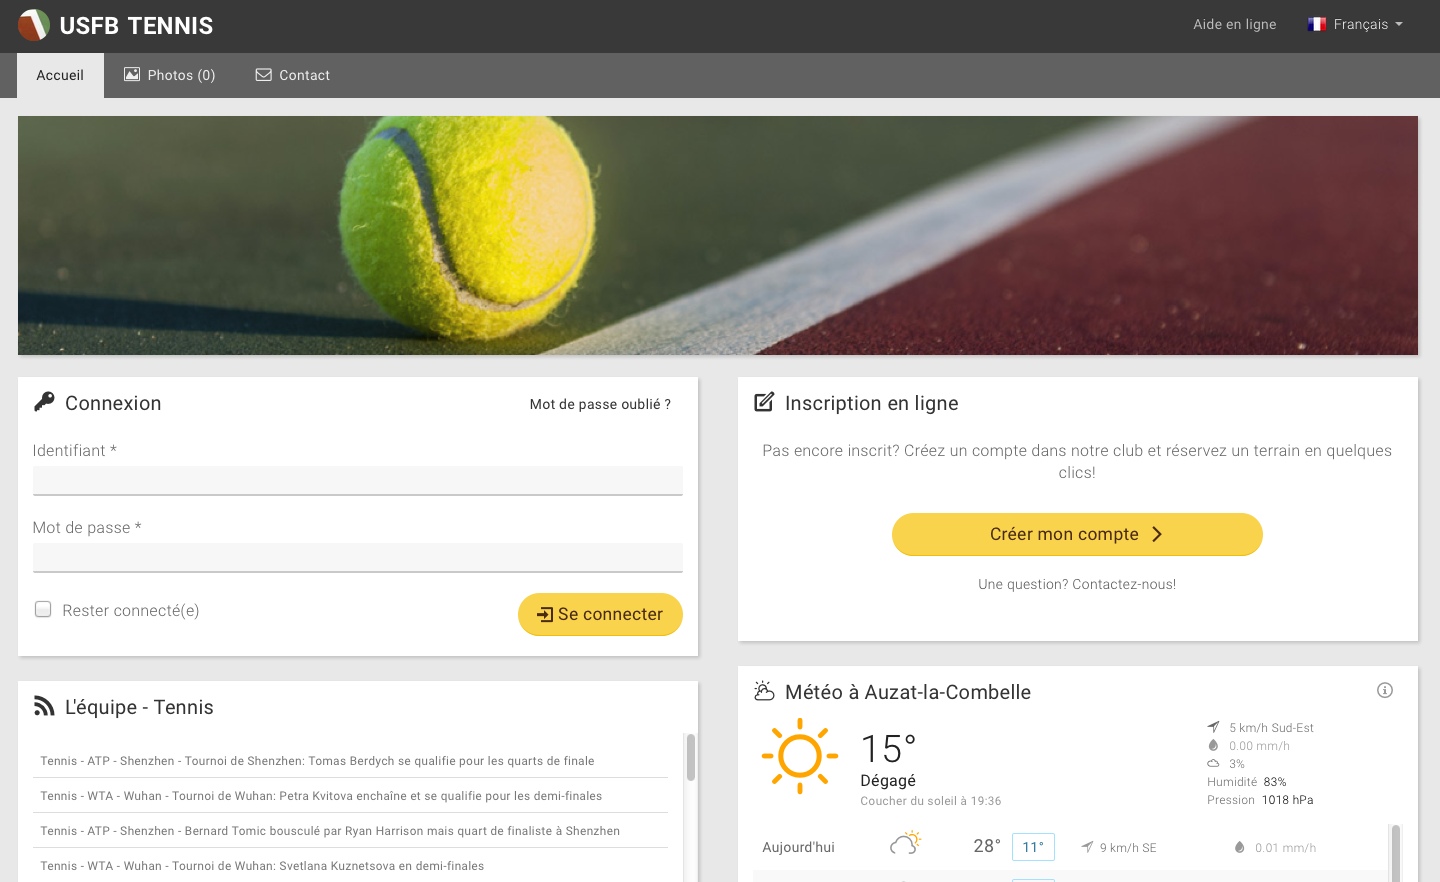 USFB TENNIS
Aide en ligne
Français
Accueil
Photos (0)
Contact
Connexion
Mot de passe oublié ?
Identifiant *
Mot de passe *
Rester connecté(e)
Se connecter
Inscription en ligne
Pas encore inscrit? Créez un compte dans notre club et réservez un terrain en quelques
clics!
Créer mon compte
Une question? Contactez-nous!
L'équipe - Tennis
Tennis - ATP - Shenzhen - Tournoi de Shenzhen: Tomas Berdych se qualifie pour les quarts de finale
Tennis - WTA - Wuhan - Tournoi de Wuhan: Petra Kvitova enchaîne et se qualifie pour les demi-finales
Tennis - ATP - Shenzhen - Bernard Tomic bousculé par Ryan Harrison mais quart de finaliste à Shenzhen
Tennis - WTA - Wuhan - Tournoi de Wuhan: Svetlana Kuznetsova en demi-finales
Météo à Auzat-la-Combelle
15°
Dégagé
Coucher du soleil à 19:36
5 km/h Sud-Est
0.00 mm/h
3%
Humidité 83%
Pression 1018 hPa
Aujourd'hui
28°
11°
9 km/h SE
0.01 mm/h